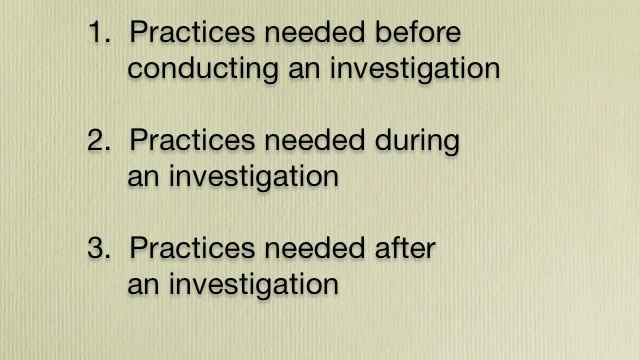 1. Practices needed before
conducting an investigation
2. Practices needed during
an investigation
3. Practices needed after
an investigation